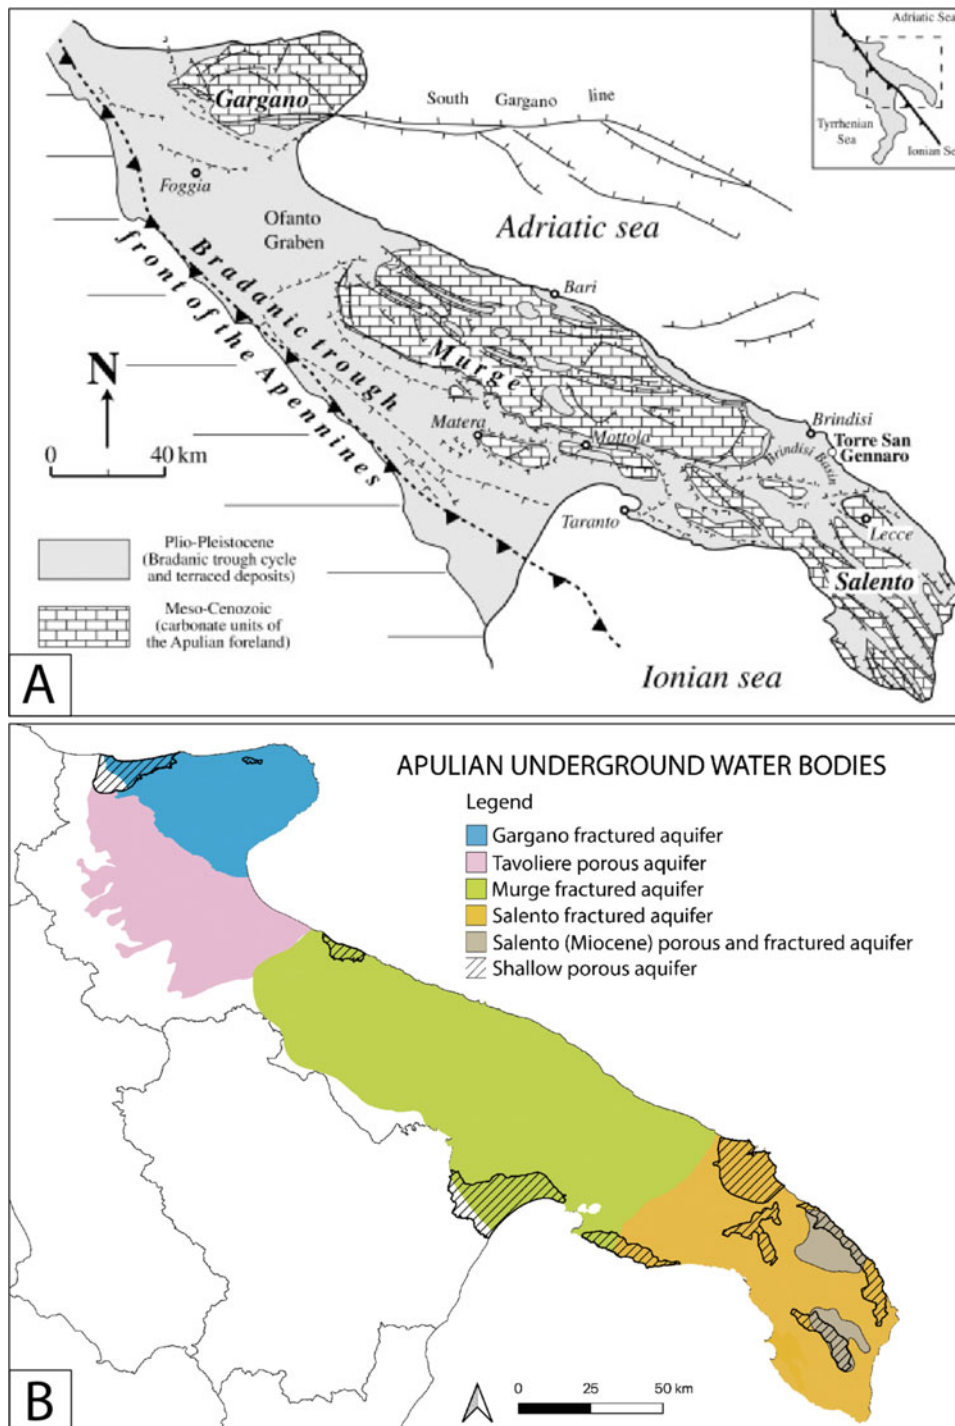 Adriatic Sea
Tyrrhenian
Sea
Ionian Se
Gargano
South Gargano line
Foggia
Ofanto
Graben
Adriatic sea
Bradanic trough
front of the Apennines
Bari
Murge
N
Matera
Mottola
Brindisi
Torre San
Gennaro
Brindisi Basin
0 40 km
Taranto
Lecce
Salento
Plio-Pleistocene
(Bradanic trough cycle
and terraced deposits)
Meso-Cenozoic
(carbonate units of
the Apulian foreland)
Ionian sea
A
APULIAN UNDERGROUND WATER BODIES
Legend
Gargano fractured aquifer
Tavoliere porous aquifer
Murge fractured aquifer
Salento fractured aquifer
Salento (Miocene) porous and fractured aquifer
Shallow porous aquifer
0 25 50 km
B